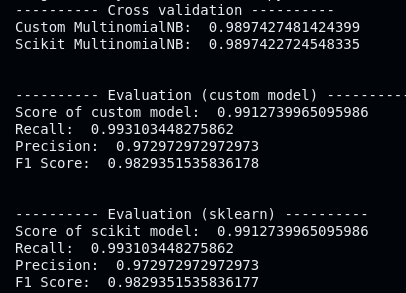 ---------- Cross validation ----------
Custom MultinomialNB:  0.9897427481424399
Scikit MultinomialNB:  0.9897422724548335
---------- Evaluation (custom model) ----------
Score of custom model:  0.9912739965095986
Recall:  0.993103448275862
Precision:  0.972972972972973
F1 Score:  0.9829351535836178
---------- Evaluation (sklearn) ----------
Score of scikit model:  0.9912739965095986
Recall:  0.993103448275862
Precision:  0.972972972972973
F1 Score:  0.9829351535836177